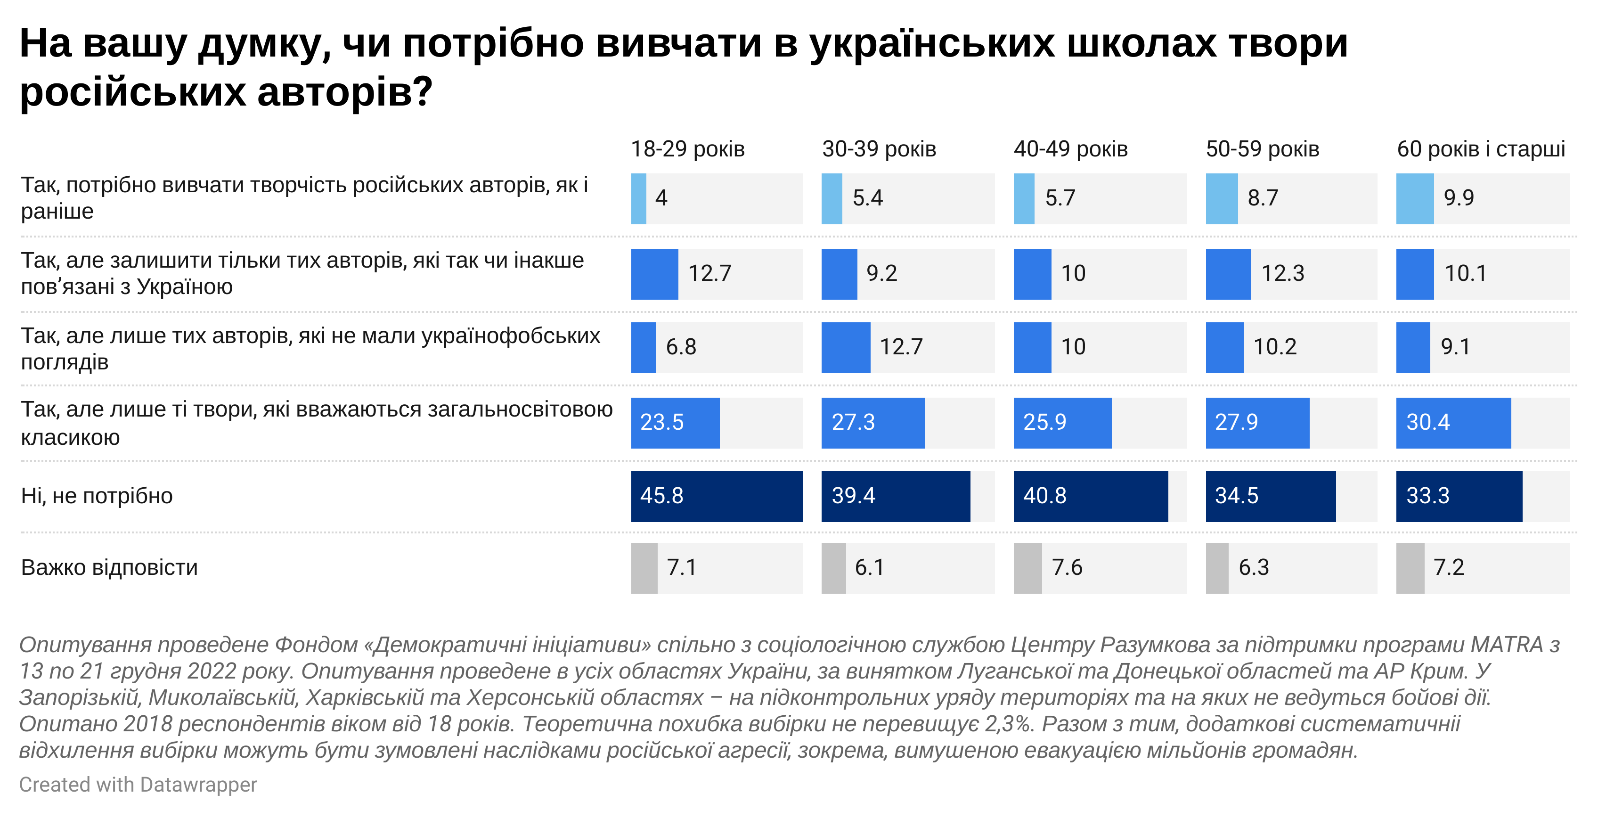 На вашу думку, чи потрібно вивчати в українських школах твори
російських авторів?
18-29 років 30-39 років 40-49 років 50-59 років 60 років і старші
Так, потрібно вивчати творчість російських авторів, як і
раніше
4 5.4 5.7 8.7 9.9
Так, але залишити тільки тих авторів, які так чи інакше
пов’язані з Україною
12.7 9.2 10 12.3 10.1
Так, але лише тих авторів, які не мали українофобських
поглядів
6.8 12.7 10 10.2 9.1
Так, але лише ті твори, які вважаються загальносвітовою
класикою
23.5 27.3 25.9 27.9 30.4
Ні, не потрібно 45.8 39.4 40.8 34.5 33.3
Важко відповісти 7.1 6.1 7.6 6.3 7.2
Опитування проведене Фондом «Демократичні ініціативи» спільно з соціологічною службою Центру Разумкова за підтримки програми MATRA з
13 по 21 грудня 2022 року. Опитування проведене в усіх областях України, за винятком Луганської та Донецької областей та АР Крим. У
Запорізькій, Миколаївській, Харківській та Херсонській областях – на підконтрольних уряду територіях та на яких не ведуться бойові дії.
Опитано 2018 респондентів віком від 18 років. Теоретична похибка вибірки не перевищує 2,3%. Разом з тим, додаткові систематичніі
відхилення вибірки можуть бути зумовлені наслідками російської агресії, зокрема, вимушеною евакуацією мільйонів громадян.
Created with Datawrapper